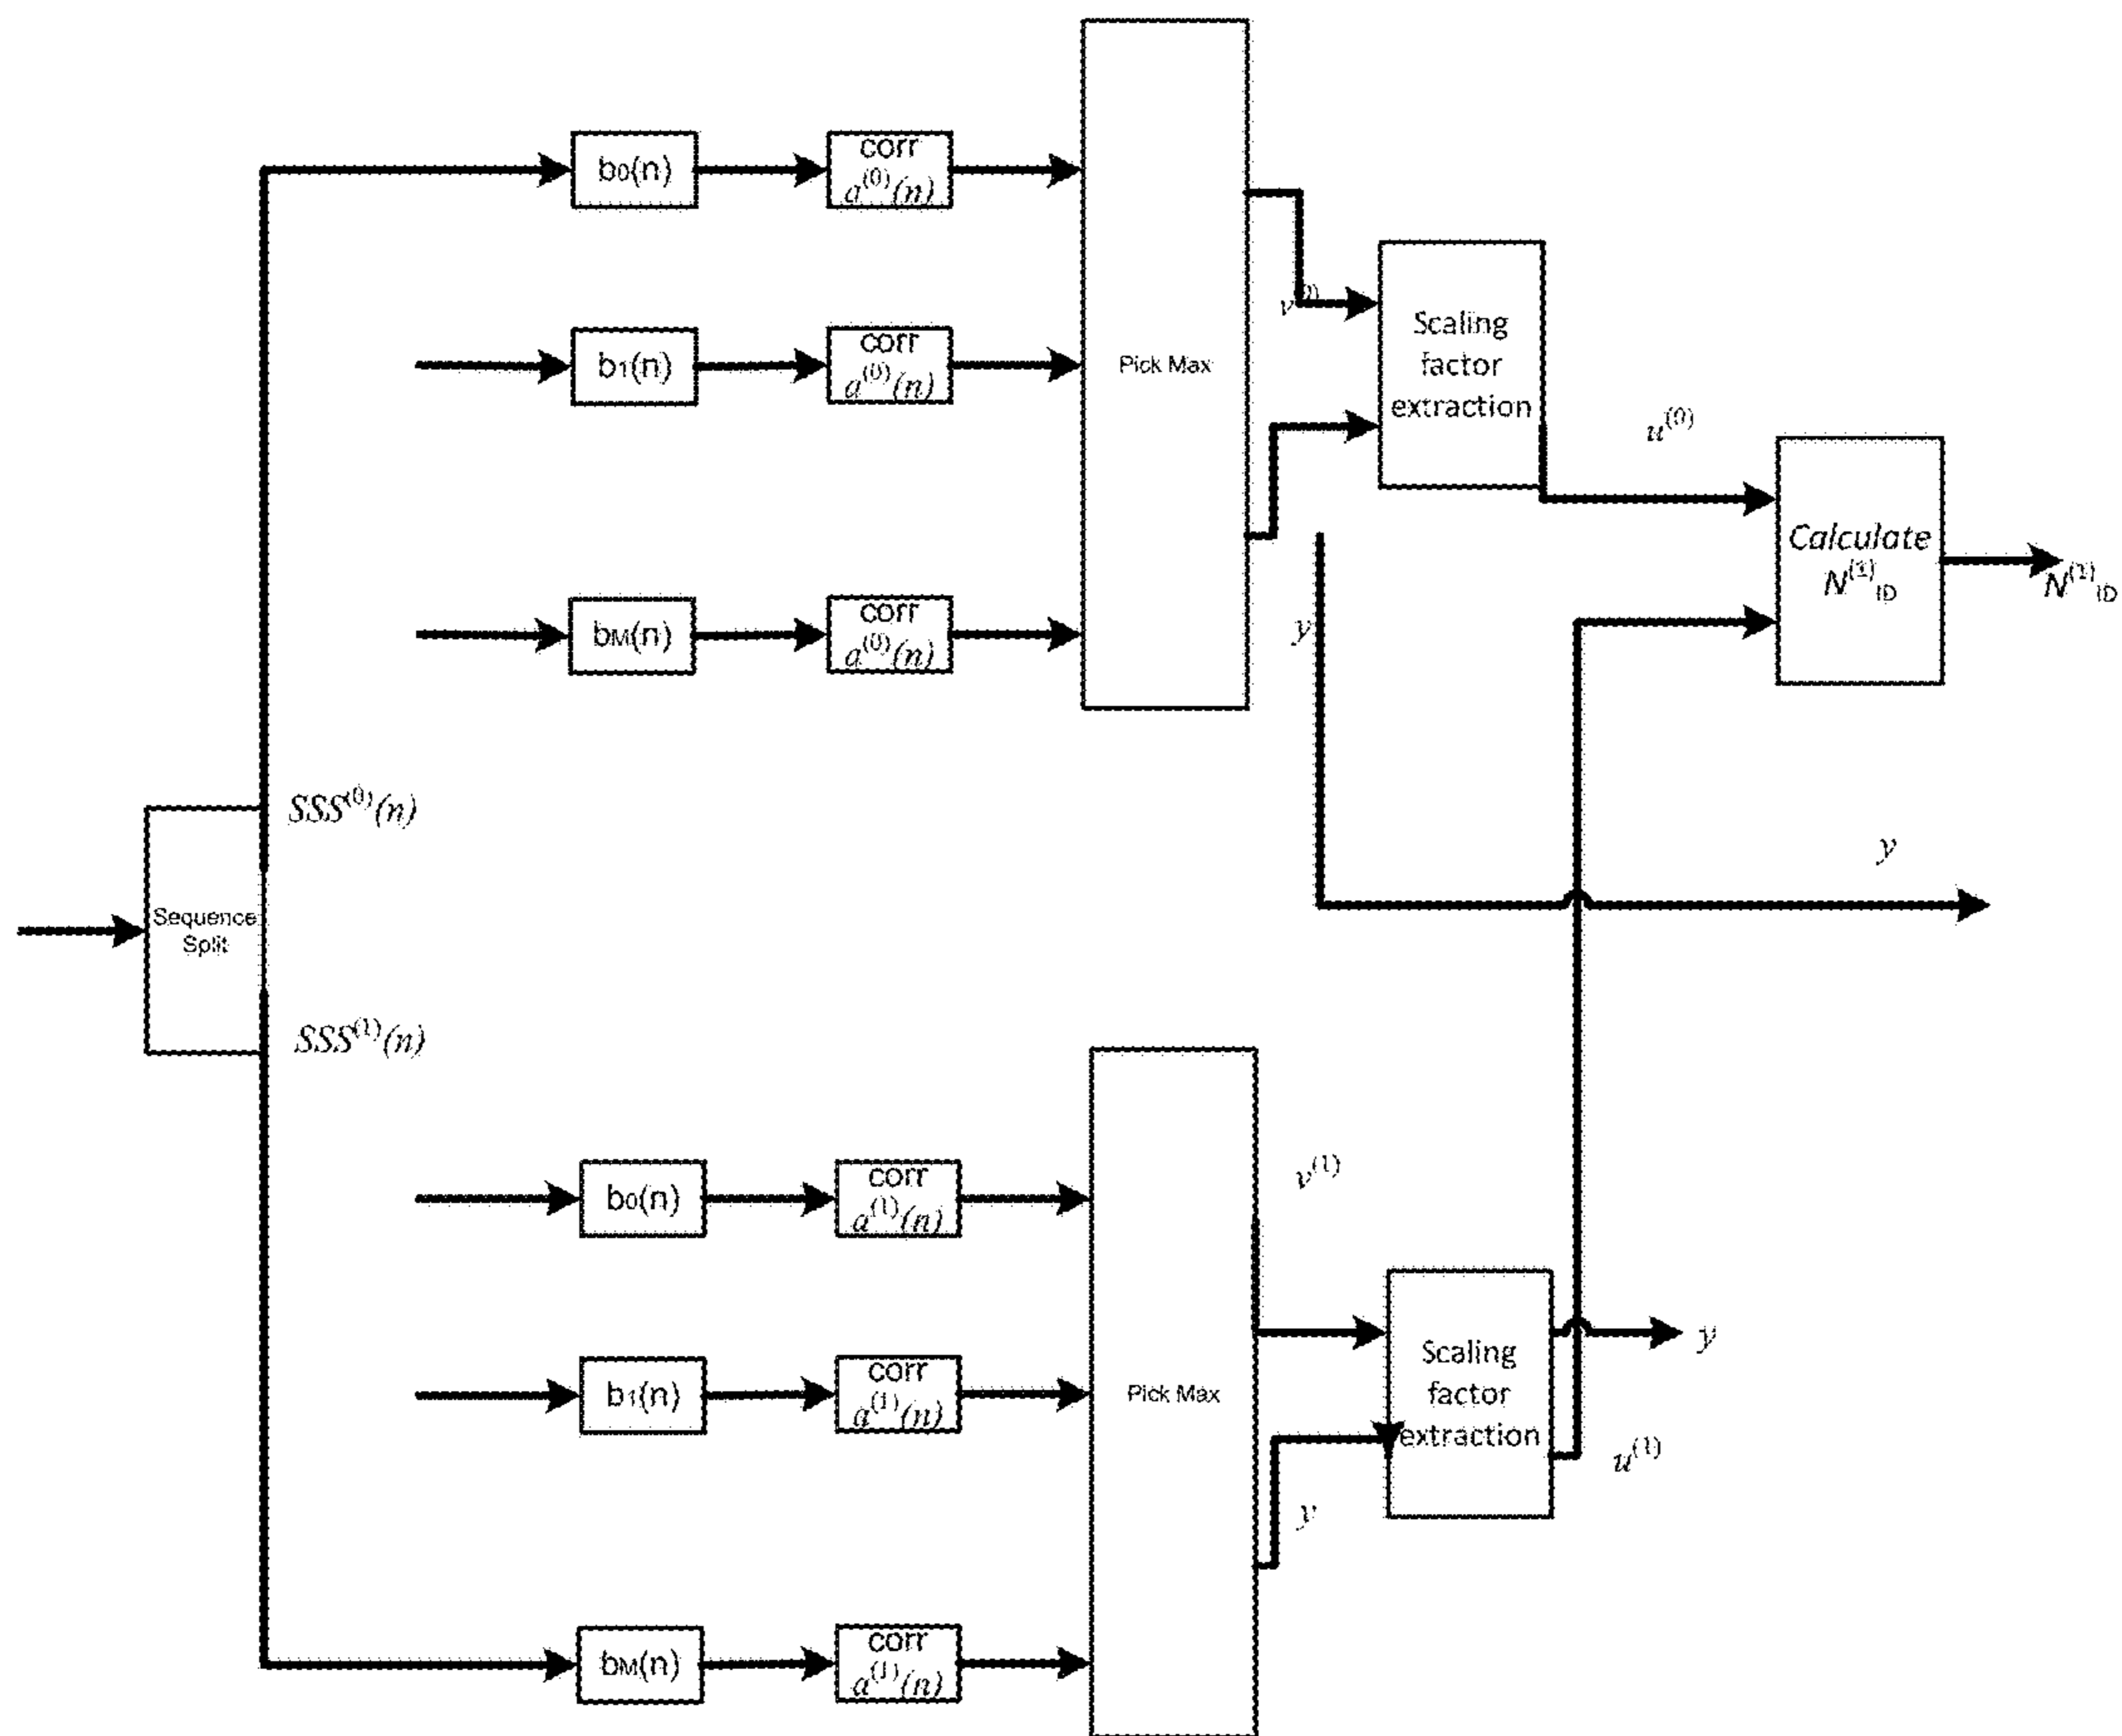 b₀(n)
corr
a⁽⁰⁾(n)
b₁(n)
corr
a⁽⁰⁾(n)
Pick Max
Scaling
factor
extraction
u⁽⁰⁾
Calculate
N⁽¹⁾ID
N⁽¹⁾ID
bM(n)
corr
a⁽⁰⁾(n)
y
SSS⁽⁰⁾(n)
y
Sequence
Split
SSS⁽¹⁾(n)
b₀(n)
corr
a⁽¹⁾(n)
v⁽¹⁾
b₁(n)
corr
a⁽¹⁾(n)
Pick Max
Scaling
factor
extraction
y
u⁽¹⁾
y
bM(n)
corr
a⁽¹⁾(n)